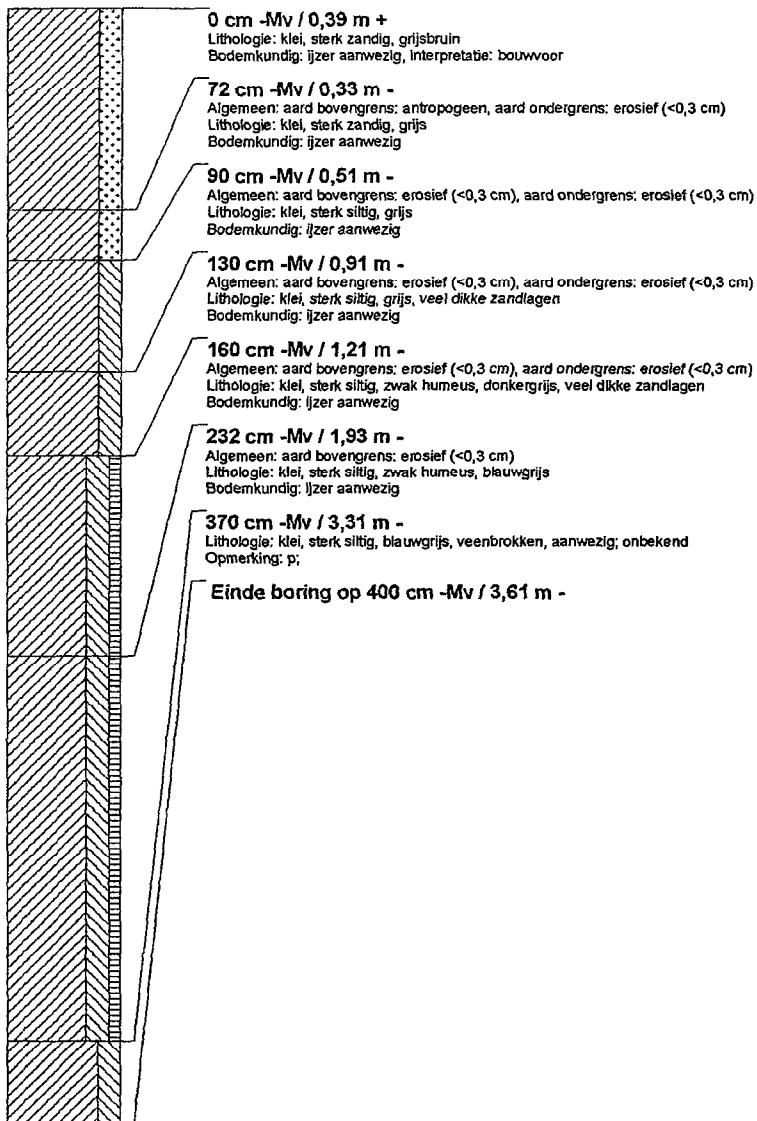 0 cm -Mv / 0,39 m +
Lithologie: klei, sterk zandig, grijsbruin
Bodemkundig: ijzer aanwezig, interpretatie: bouwvoor
72 cm -Mv / 0,33 m -
Algemeen: aard bovengrens: antropogeen, aard ondergrens: erosief (<0,3 cm)
Lithologie: klei, sterk zandig, grijs
Bodemkundig: ijzer aanwezig
90 cm -Mv / 0,51 m -
Algemeen: aard bovengrens: erosief (<0,3 cm), aard ondergrens: erosief (<0,3 cm)
Lithologie: klei, sterk siltig, grijs
Bodemkundig: ijzer aanwezig
130 cm -Mv / 0,91 m -
Algemeen: aard bovengrens: erosief (<0,3 cm), aard ondergrens: erosief (<0,3 cm)
Lithologie: klei, sterk siltig, grijs, veel dikke zandlagen
Bodemkundig: ijzer aanwezig
160 cm -Mv / 1,21 m -
Algemeen: aard bovengrens: erosief (<0,3 cm), aard ondergrens: erosief (<0,3 cm)
Lithologie: klei, sterk siltig, zwak humeus, donkergrijs, veel dikke zandlagen
Bodemkundig: ijzer aanwezig
232 cm -Mv / 1,93 m -
Algemeen: aard bovengrens: erosief (<0,3 cm)
Lithologie: klei, sterk siltig, zwak humeus, blauwgrijs
Bodemkundig: ijzer aanwezig
370 cm -Mv / 3,31 m -
Lithologie: klei, sterk siltig, blauwgrijs, veenbrokken, aanwezig; onbekend
Opmerking: p;
Einde boring op 400 cm -Mv / 3,61 m -